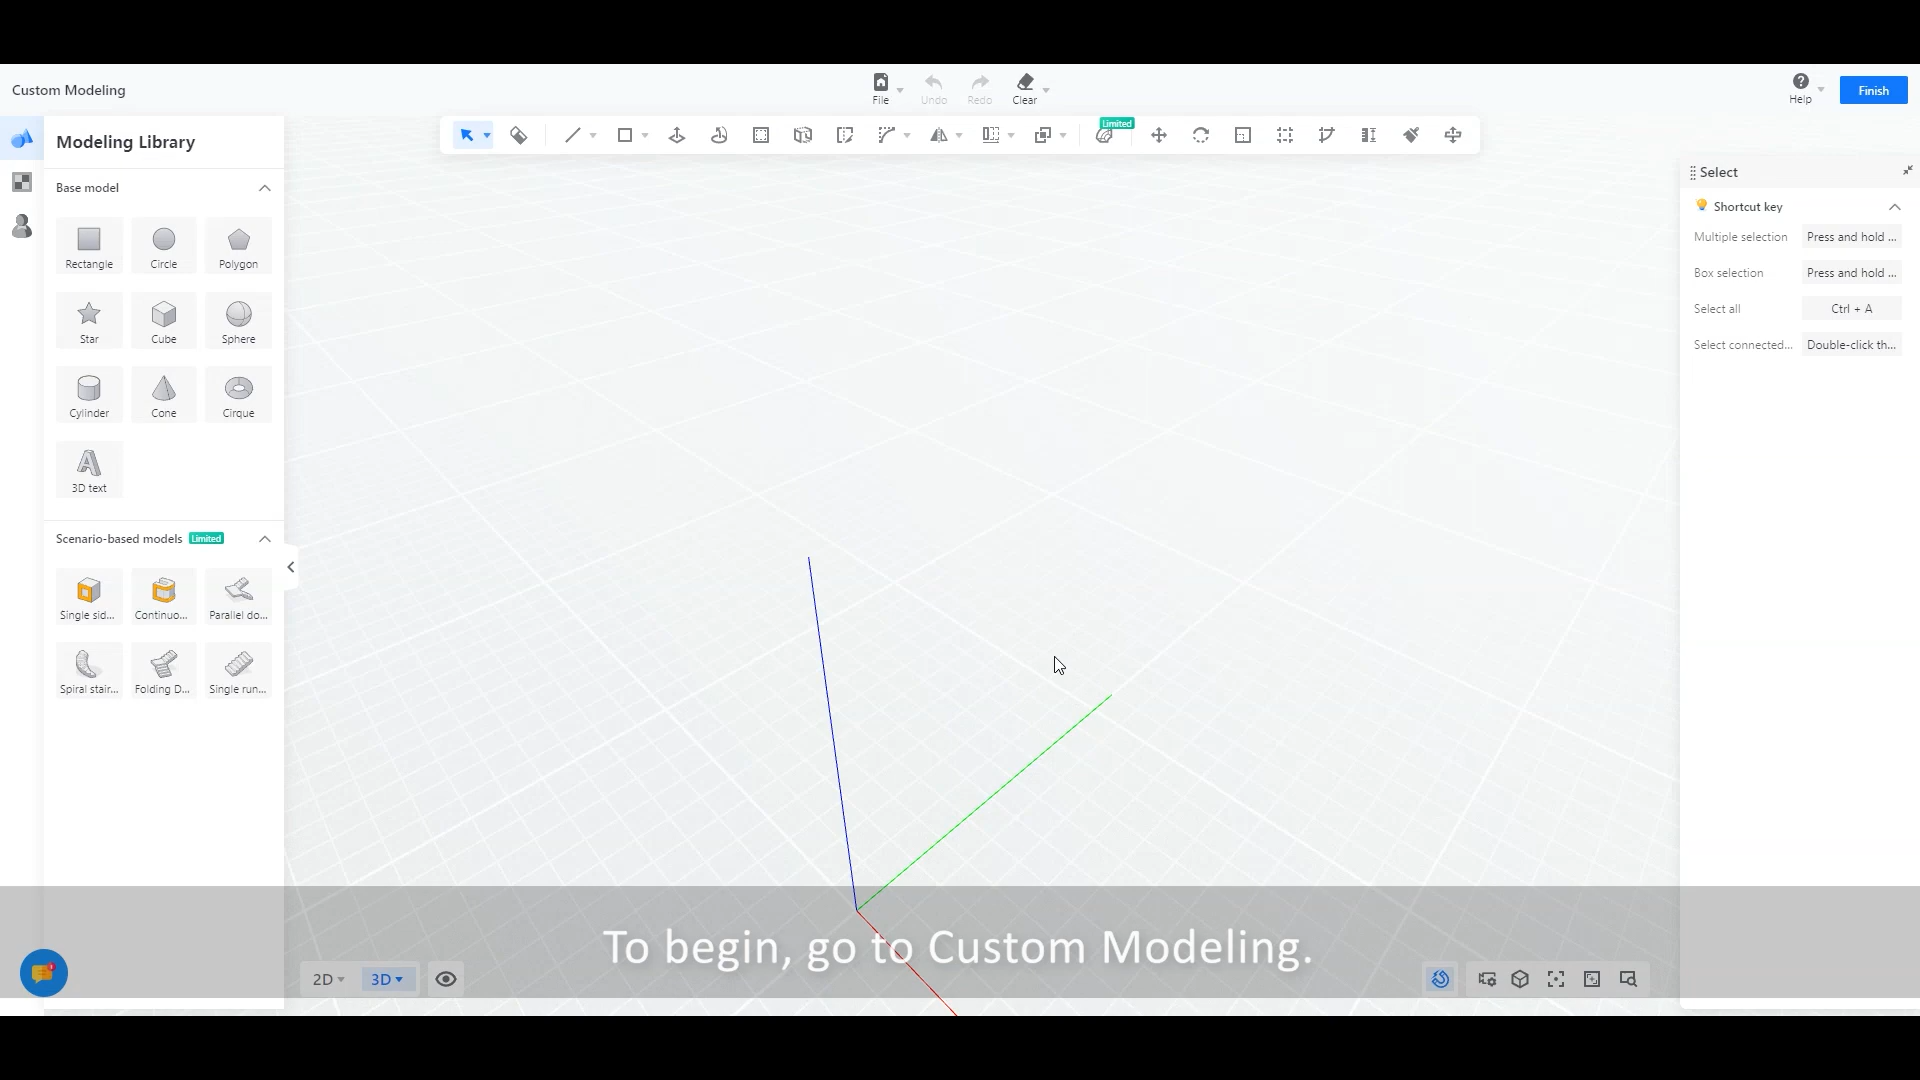 Custom Modeling
File
Undo
Redo
Clear
Help
Finish
Limited
Modeling Library
Base model
Rectangle
Circle
Polygon
Star
Cube
Sphere
Cylinder
Cone
Cirque
3D text
Scenario-based models Limited
Single sid...
Continuo...
Parallel do...
Spiral stair...
Folding D...
Single run...
Select
Shortcut key
Multiple selection Press and hold ...
Box selection Press and hold ...
Select all Ctrl + A
Select connected... Double-click th...
To begin, go to Custom Modeling.
2D
3D